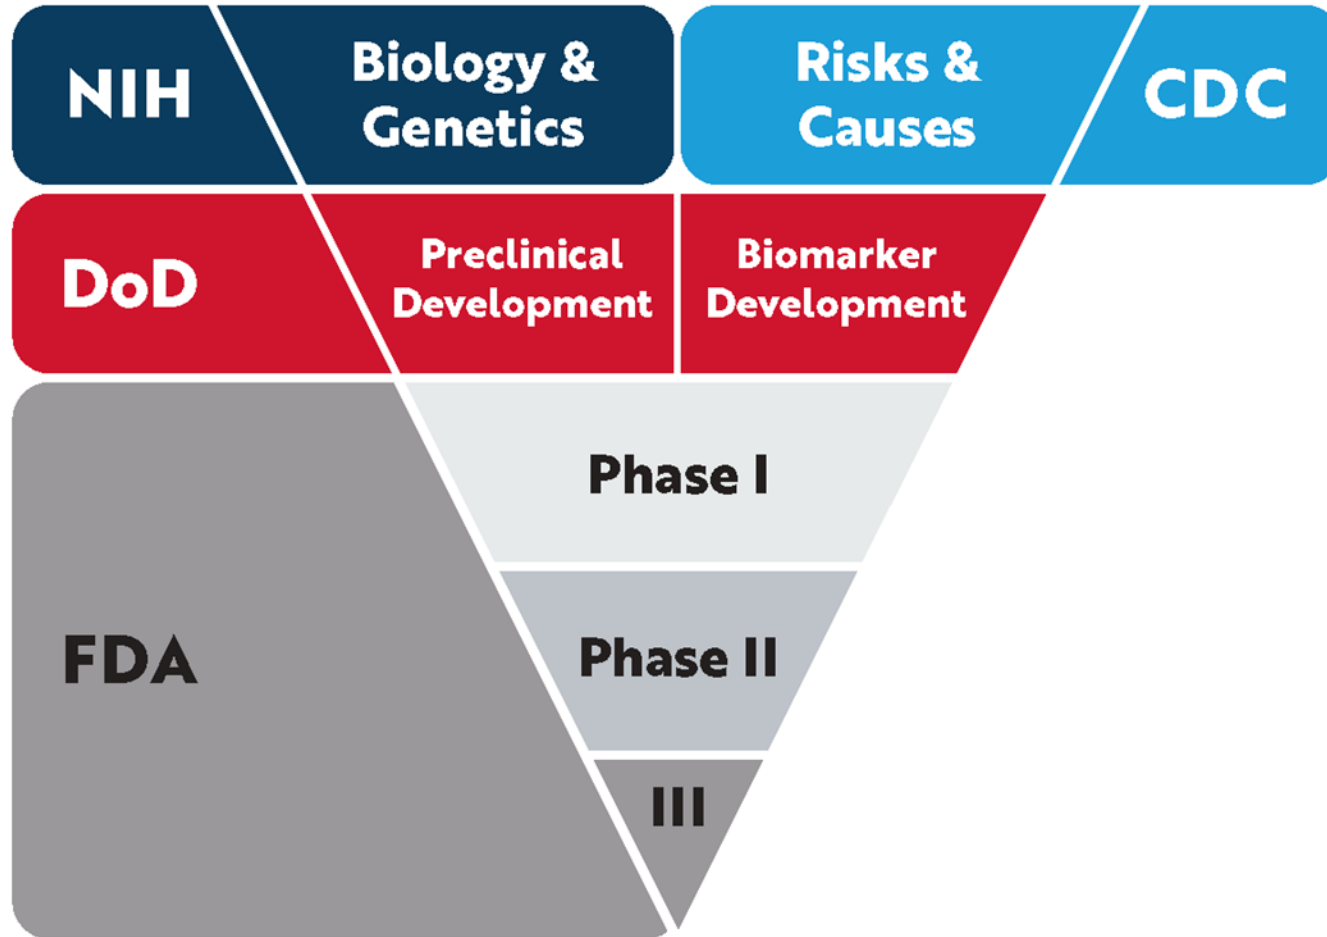 NIH
Biology &
Genetics
Risks &
Causes
CDC
DoD
Preclinical
Development
Biomarker
Development
FDA
Phase I
Phase II
III